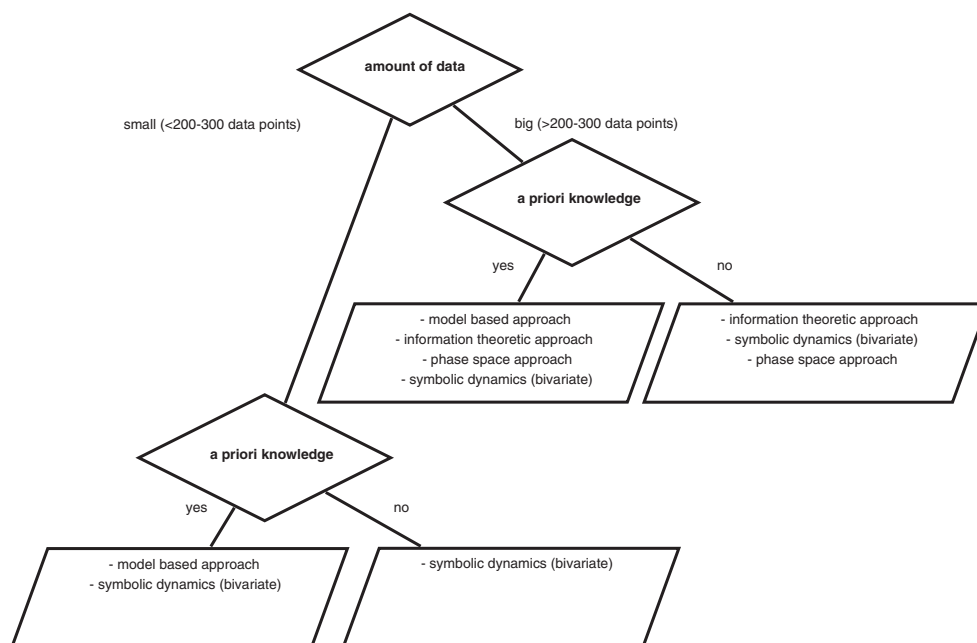 amount of data
small (<200-300 data points)
big (>200-300 data points)
a priori knowledge
yes
no
- model based approach
- information theoretic approach
- phase space approach
- symbolic dynamics (bivariate)
- information theoretic approach
- symbolic dynamics (bivariate)
- phase space approach
a priori knowledge
yes
no
- model based approach
- symbolic dynamics (bivariate)
- symbolic dynamics (bivariate)